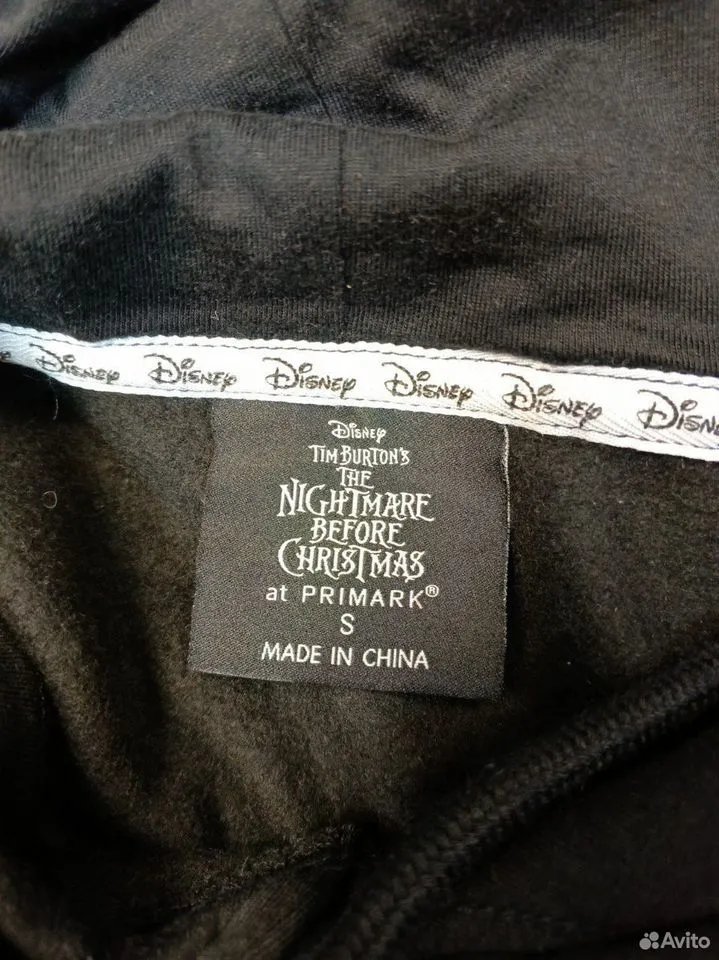 Disney Disney Disney Disney Disney
Disney
TIM BURTON'S
THE
NIGHTMARE
BEFORE
CHRISTMAS
at PRIMARK®
S
MADE IN CHINA
Avito